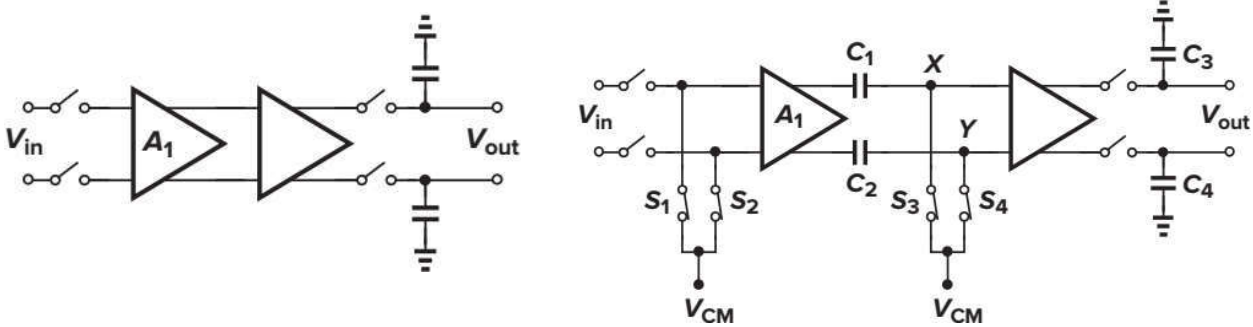 V_in
A_1
V_out
V_in
S_1
S_2
V_CM
A_1
C_1
C_2
X
Y
S_3
S_4
V_CM
C_3
C_4
V_out